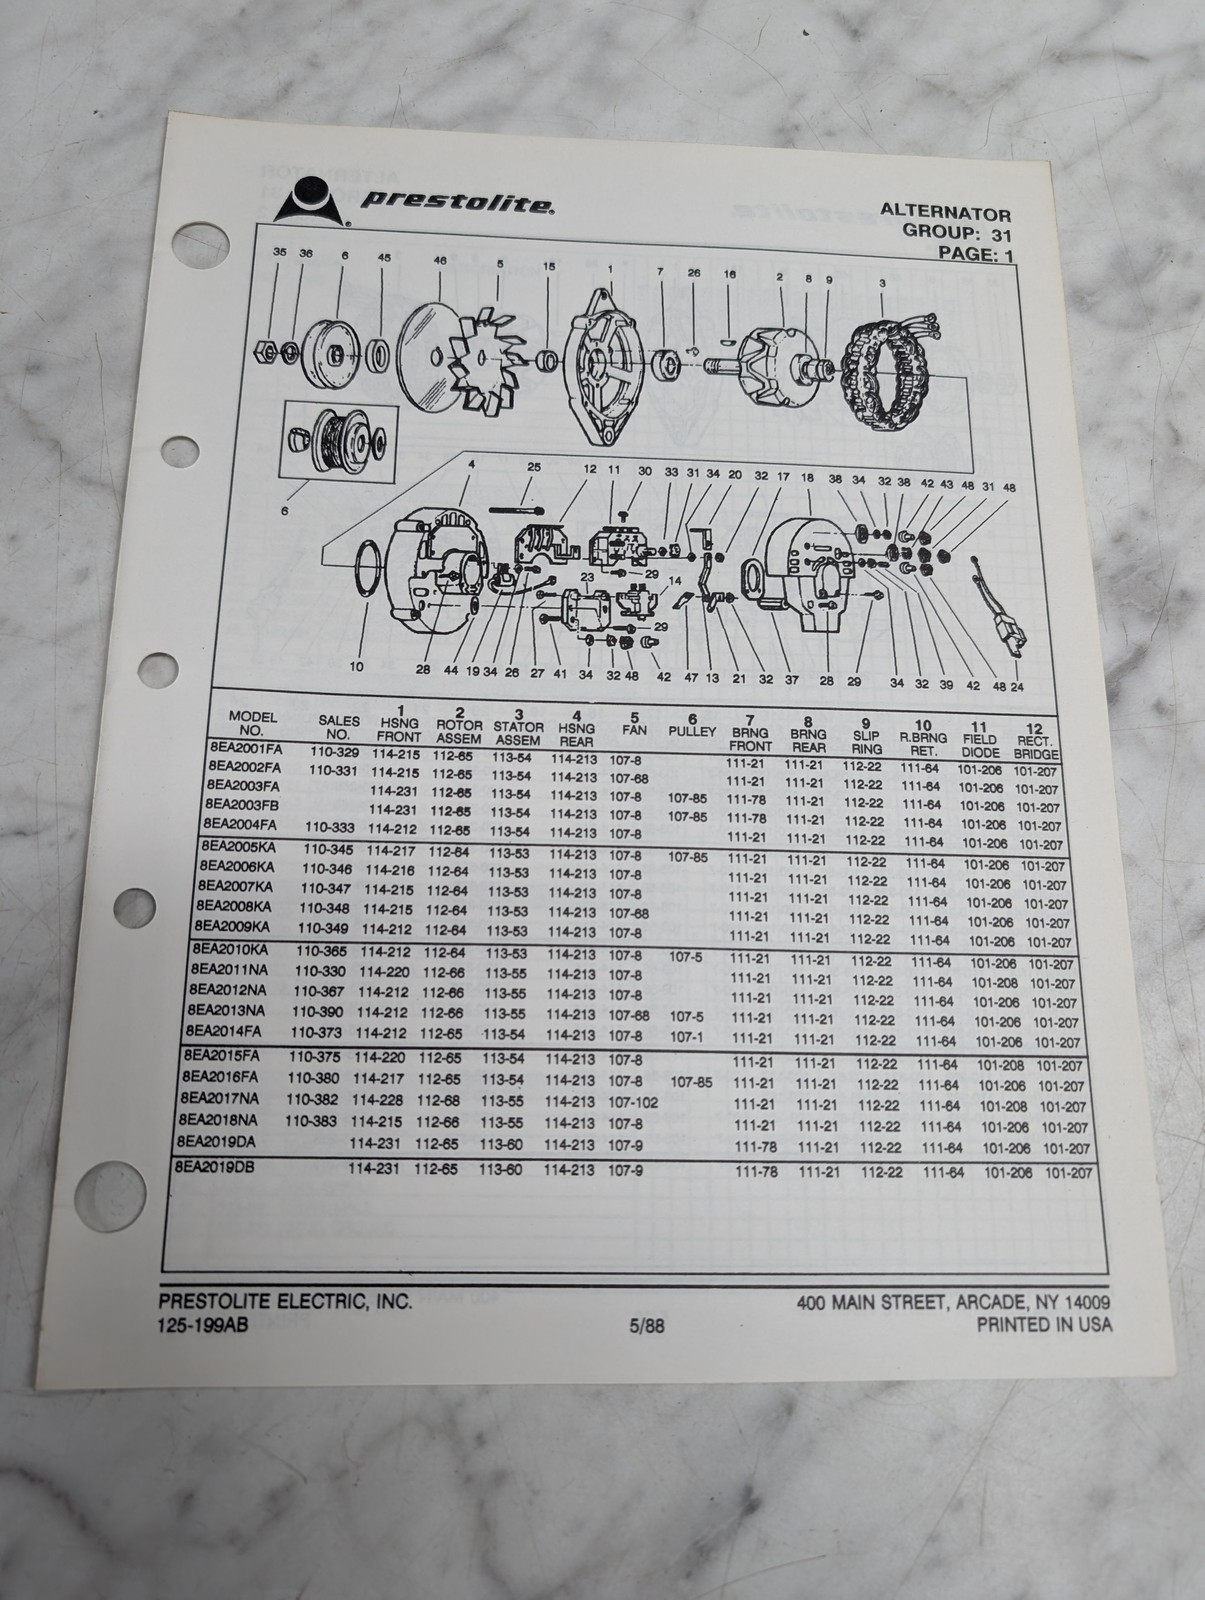 prestolite®
ALTERNATOR
GROUP: 31
PAGE: 1
35 36 6 45 46 5 15 1 7 26 16 2 8 9 3
6
4 25 12 11 30 33 31 34 20 32 17 18 38 34 32 38 42 43 48 31 48
23 29 14
29
10 28 44 19 34 26 27 41 34 32 48 42 47 13 21 32 37 28 29 34 32 39 42 48 24
MODEL NO. SALES NO. 1 HSNG FRONT 2 ROTOR ASSEM 3 STATOR ASSEM 4 HSNG REAR 5 FAN 6 PULLEY 7 BRNG FRONT 8 BRNG REAR 9 SLIP RING 10 R.BRNG RET. 11 FIELD DIODE 12 RECT. BRIDGE
8EA2001FA 110-329 114-215 112-65 113-54 114-213 107-8 111-21 111-21 112-22 111-64 101-206 101-207
8EA2002FA 110-331 114-215 112-65 113-54 114-213 107-68 111-21 111-21 112-22 111-64 101-206 101-207
8EA2003FA 114-231 112-65 113-54 114-213 107-8 107-85 111-78 111-21 112-22 111-64 101-206 101-207
8EA2003FB 114-231 112-65 113-54 114-213 107-8 107-85 111-78 111-21 112-22 111-64 101-206 101-207
8EA2004FA 110-333 114-212 112-65 113-54 114-213 107-8 111-21 111-21 112-22 111-64 101-206 101-207
8EA2005KA 110-345 114-217 112-64 113-53 114-213 107-8 107-85 111-21 111-21 112-22 111-64 101-206 101-207
8EA2006KA 110-346 114-216 112-64 113-53 114-213 107-8 111-21 111-21 112-22 111-64 101-206 101-207
8EA2007KA 110-347 114-215 112-64 113-53 114-213 107-8 111-21 111-21 112-22 111-64 101-206 101-207
8EA2008KA 110-348 114-215 112-64 113-53 114-213 107-68 111-21 111-21 112-22 111-64 101-206 101-207
8EA2009KA 110-349 114-212 112-64 113-53 114-213 107-8 111-21 111-21 112-22 111-64 101-206 101-207
8EA2010KA 110-365 114-212 112-64 113-53 114-213 107-8 107-5 111-21 111-21 112-22 111-64 101-206 101-207
8EA2011NA 110-330 114-220 112-66 113-55 114-213 107-8 111-21 111-21 112-22 111-64 101-208 101-207
8EA2012NA 110-367 114-212 112-66 113-55 114-213 107-8 111-21 111-21 112-22 111-64 101-206 101-207
8EA2013NA 110-390 114-212 112-66 113-55 114-213 107-68 107-5 111-21 111-21 112-22 111-64 101-206 101-207
8EA2014FA 110-373 114-212 112-65 113-54 114-213 107-8 107-1 111-21 111-21 112-22 111-64 101-206 101-207
8EA2015FA 110-375 114-220 112-65 113-54 114-213 107-8 111-21 111-21 112-22 111-64 101-208 101-207
8EA2016FA 110-380 114-217 112-65 113-54 114-213 107-8 107-85 111-21 111-21 112-22 111-64 101-206 101-207
8EA2017NA 110-382 114-228 112-68 113-55 114-213 107-102 111-21 111-21 112-22 111-64 101-208 101-207
8EA2018NA 110-383 114-215 112-66 113-55 114-213 107-8 111-21 111-21 112-22 111-64 101-206 101-207
8EA2019DA 114-231 112-65 113-60 114-213 107-9 111-78 111-21 112-22 111-64 101-206 101-207
8EA2019DB 114-231 112-65 113-60 114-213 107-9 111-78 111-21 112-22 111-64 101-206 101-207
PRESTOLITE ELECTRIC, INC. 400 MAIN STREET, ARCADE, NY 14009
125-199AB 5/88 PRINTED IN USA